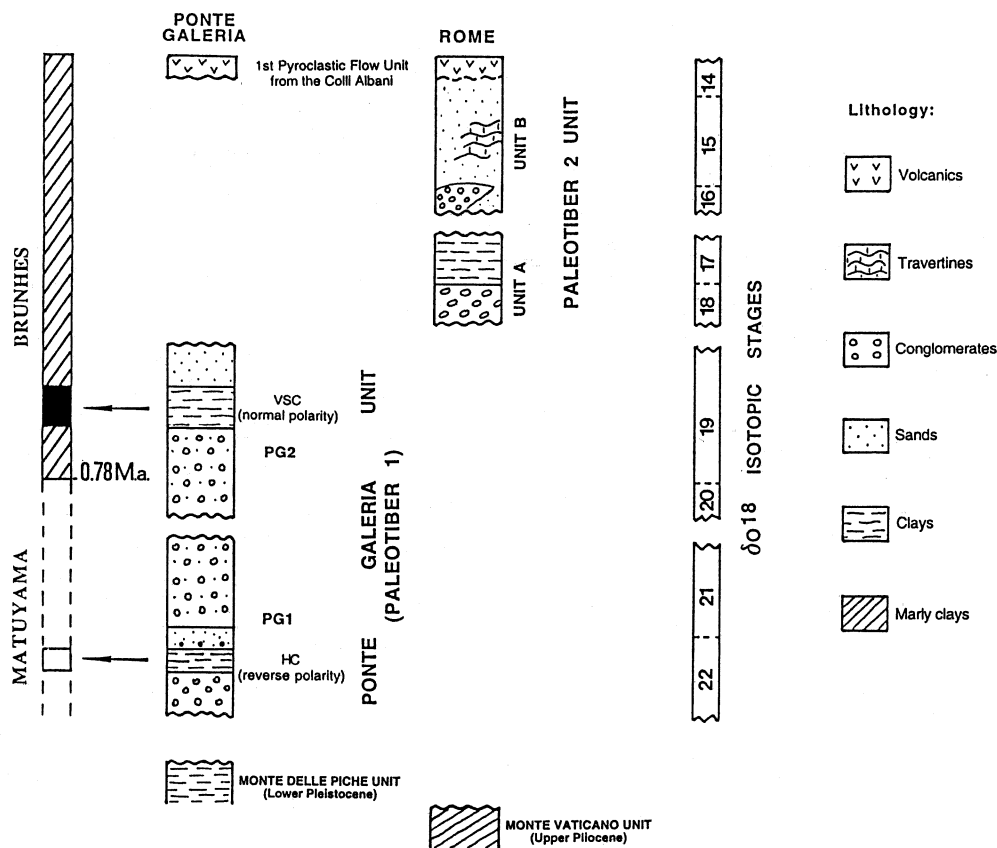 PONTE
GALERIA
ROME
1st Pyroclastic Flow Unit
from the Colli Albani
UNIT B
UNIT A
PALEOTIBER 2 UNIT
14
15
16
17
18
19
20
21
22
δO18 ISOTOPIC STAGES
BRUNHES
MATUYAMA
0.78 M.a.
VSC
(normal polarity)
PG2
PG1
HC
(reverse polarity)
PONTE GALERIA UNIT
(PALEOTIBER 1)
MONTE DELLE PICHE UNIT
(Lower Pleistocene)
MONTE VATICANO UNIT
(Upper Pliocene)
Lithology:
Volcanics
Travertines
Conglomerates
Sands
Clays
Marly clays